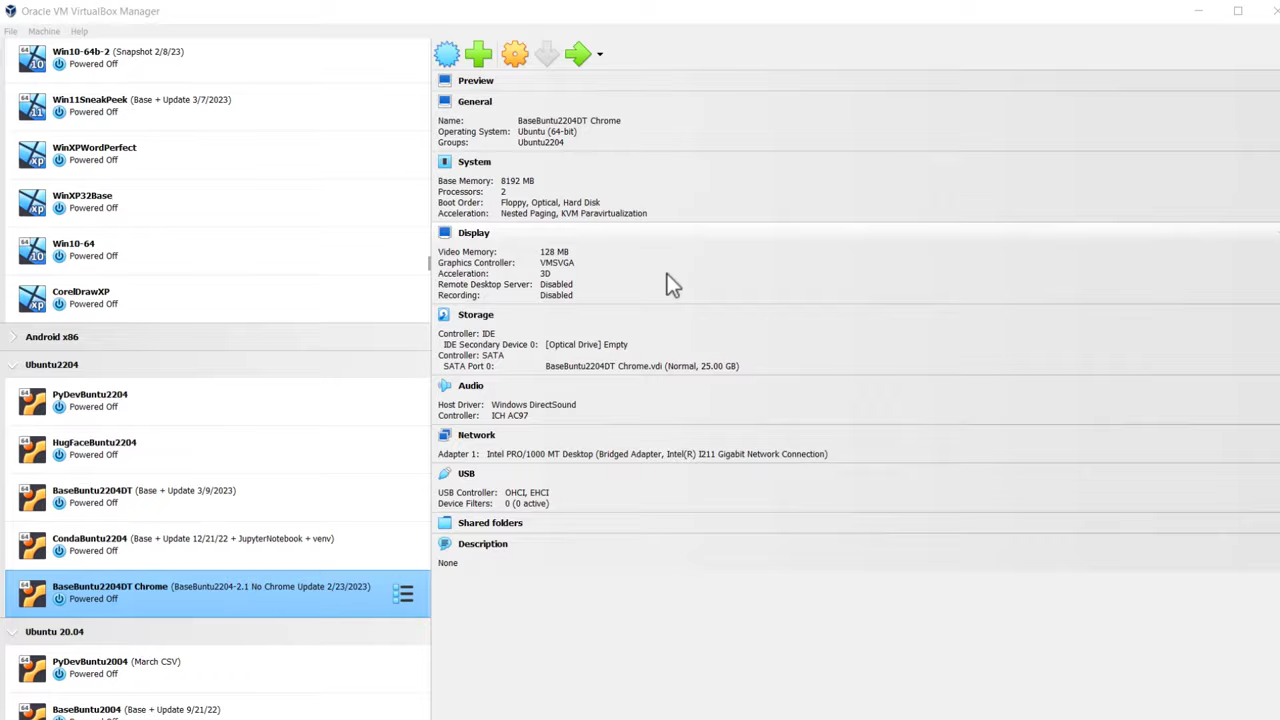 Oracle VM VirtualBox Manager
File Machine Help
Win10-64b-2 (Snapshot 2/8/23)
Powered Off
Win11SneakPeek (Base + Update 3/7/2023)
Powered Off
WinXPWordPerfect
Powered Off
WinXP32Base
Powered Off
Win10-64
Powered Off
CorelDrawXP
Powered Off
Android x86
Ubuntu2204
PyDevBuntu2204
Powered Off
HugFaceBuntu2204
Powered Off
BaseBuntu2204DT (Base + Update 3/9/2023)
Powered Off
CondaBuntu2204 (Base + Update 12/21/22 + JupyterNotebook + venv)
Powered Off
BaseBuntu2204DT Chrome (BaseBuntu2204-2.1 No Chrome Update 2/23/2023)
Powered Off
Ubuntu 20.04
PyDevBuntu2004 (March CSV)
Powered Off
BaseBuntu2004 (Base + Update 9/21/22)
Preview
General
Name: BaseBuntu2204DT Chrome
Operating System: Ubuntu (64-bit)
Groups: Ubuntu2204
System
Base Memory: 8192 MB
Processors: 2
Boot Order: Floppy, Optical, Hard Disk
Acceleration: Nested Paging, KVM Paravirtualization
Display
Video Memory: 128 MB
Graphics Controller: VMSVGA
Acceleration: 3D
Remote Desktop Server: Disabled
Recording: Disabled
Storage
Controller: IDE
IDE Secondary Device 0: [Optical Drive] Empty
Controller: SATA
SATA Port 0: BaseBuntu2204DT Chrome.vdi (Normal, 25.00 GB)
Audio
Host Driver: Windows DirectSound
Controller: ICH AC97
Network
Adapter 1: Intel PRO/1000 MT Desktop (Bridged Adapter, Intel(R) I211 Gigabit Network Connection)
USB
USB Controller: OHCI, EHCI
Device Filters: 0 (0 active)
Shared folders
Description
None